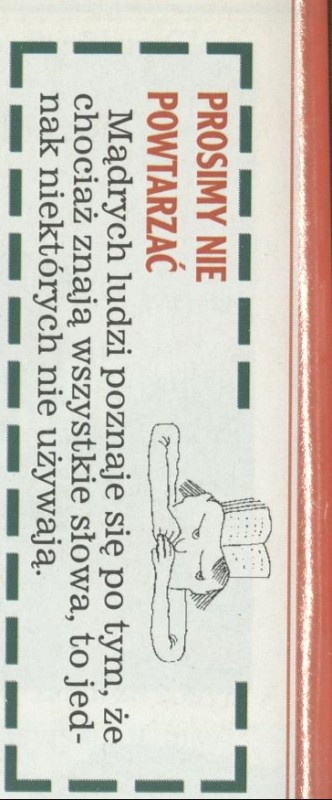 PROSIMY NIE
POWTARZAĆ
Mądrych ludzi poznaje się po tym, że
chociaż znają wszystkie słowa, to jed-
nak niektórych nie używają.